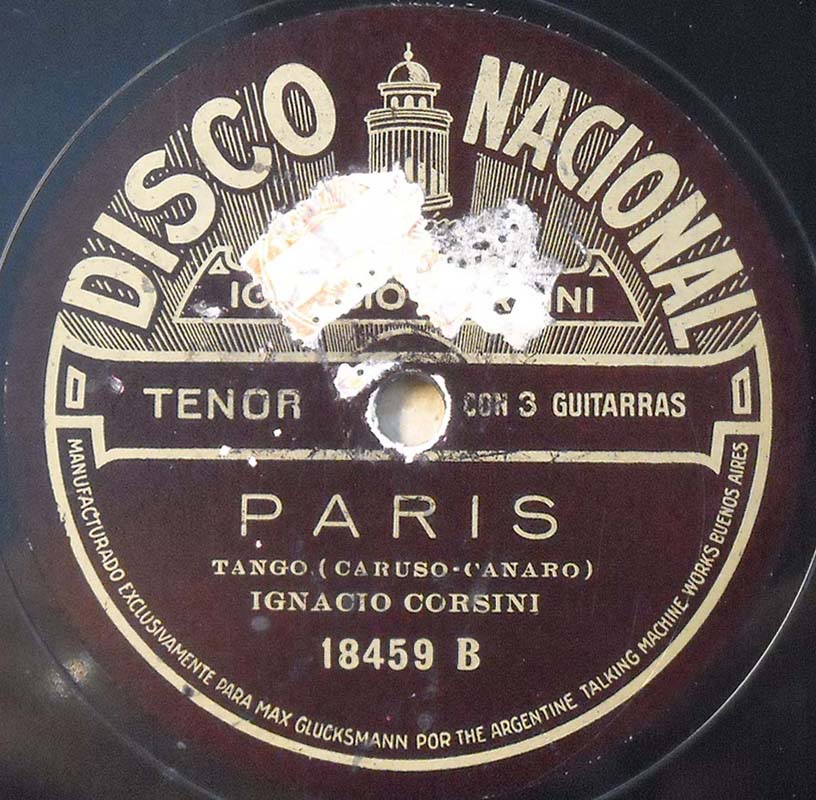 DISCO NACIONAL
TENOR CON 3 GUITARRAS
PARIS
TANGO (CARUSO-CANARO)
IGNACIO CORSINI
18459 B
MANUFACTURADO EXCLUSIVAMENTE PARA MAX GLUCKSMANN POR THE ARGENTINE TALKING MACHINE WORKS BUENOS AIRES